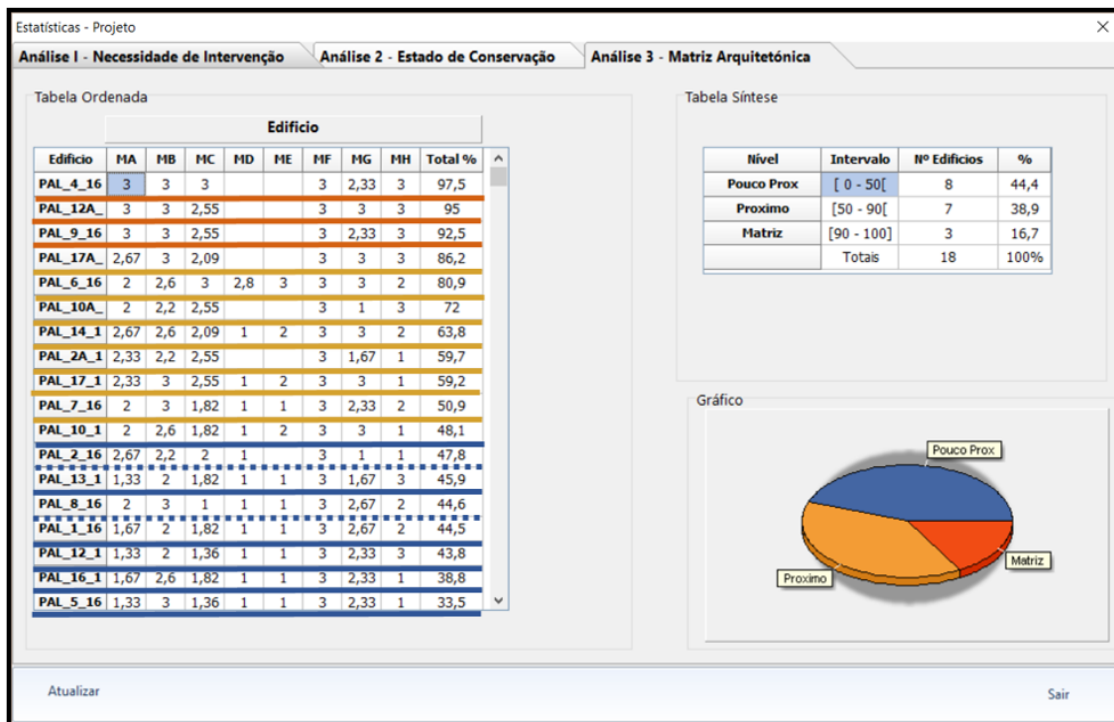 Estatísticas - Projeto
Análise I - Necessidade de Intervenção Análise 2 - Estado de Conservação Análise 3 - Matriz Arquitetónica
Tabela Ordenada
Edificio
Edificio MA MB MC MD ME MF MG MH Total %
PAL_4_16 3 3 3 3 2,33 3 97,5
PAL_12A_ 3 3 2,55 3 3 3 95
PAL_9_16 3 3 2,55 3 2,33 3 92,5
PAL_17A_ 2,67 3 2,09 3 3 3 86,2
PAL_6_16 2 2,6 3 2,8 3 3 3 2 80,9
PAL_10A_ 2 2,2 2,55 3 1 3 72
PAL_14_1 2,67 2,6 2,09 1 2 3 3 2 63,8
PAL_2A_1 2,33 2,2 2,55 3 1,67 1 59,7
PAL_17_1 2,33 3 2,55 1 2 3 3 1 59,2
PAL_7_16 2 3 1,82 1 1 3 2,33 2 50,9
PAL_10_1 2 2,6 1,82 1 2 3 3 1 48,1
PAL_2_16 2,67 2,2 2 1 3 1 1 47,8
PAL_13_1 1,33 2 1,82 1 1 3 1,67 3 45,9
PAL_8_16 2 3 1 1 1 3 2,67 2 44,6
PAL_1_16 1,67 2 1,82 1 1 3 2,67 2 44,5
PAL_12_1 1,33 2 1,36 1 1 3 2,33 3 43,8
PAL_16_1 1,67 2,6 1,82 1 1 3 2,33 1 38,8
PAL_5_16 1,33 3 1,36 1 1 3 2,33 1 33,5
Tabela Síntese
Nível Intervalo Nº Edificios %
Pouco Prox [ 0 - 50[ 8 44,4
Proximo [50 - 90[ 7 38,9
Matriz [90 - 100] 3 16,7
Totais 18 100%
Gráfico
Pouco Prox
Matriz
Proximo
Atualizar
Sair